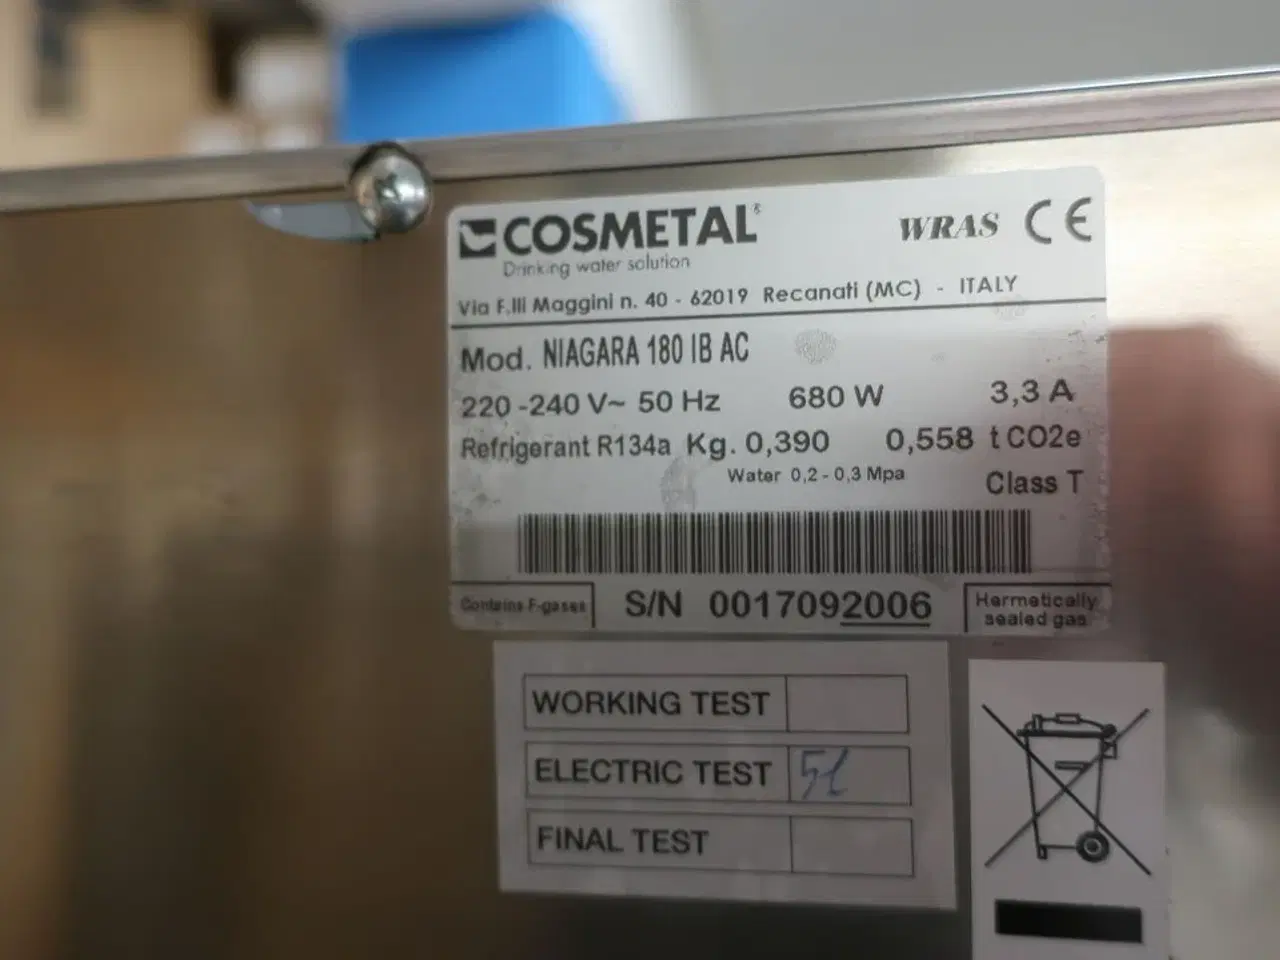 COSMETAL®
Drinking water solution
WRAS CE
Via F.lli Maggini n. 40 - 62019 Recanati (MC) - ITALY
Mod. NIAGARA 180 IB AC
220 -240 V~ 50 Hz 680 W 3,3 A
Refrigerant R134a Kg. 0,390 0,558 t CO2e
Water 0,2 - 0,3 Mpa
Class T
Contains F-gases
S/N 0017092006
Hermetically
sealed gas
WORKING TEST
ELECTRIC TEST
FINAL TEST